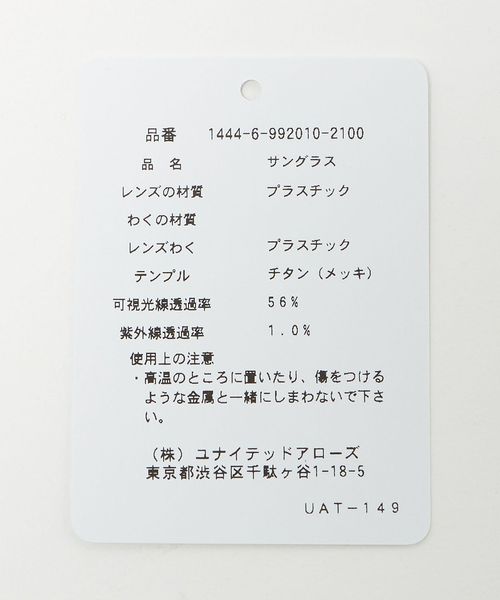 品番 1444-6-992010-2100
品 名 サングラス
レンズの材質 プラスチック
わくの材質
レンズわく プラスチック
テンプル チタン（メッキ）
可視光線透過率 56%
紫外線透過率 1.0%
使用上の注意
・高温のところに置いたり、傷をつける
ような金属と一緒にしまわないで下さ
い。
（株）ユナイテッドアローズ
東京都渋谷区千駄ヶ谷1-18-5
UAT-149